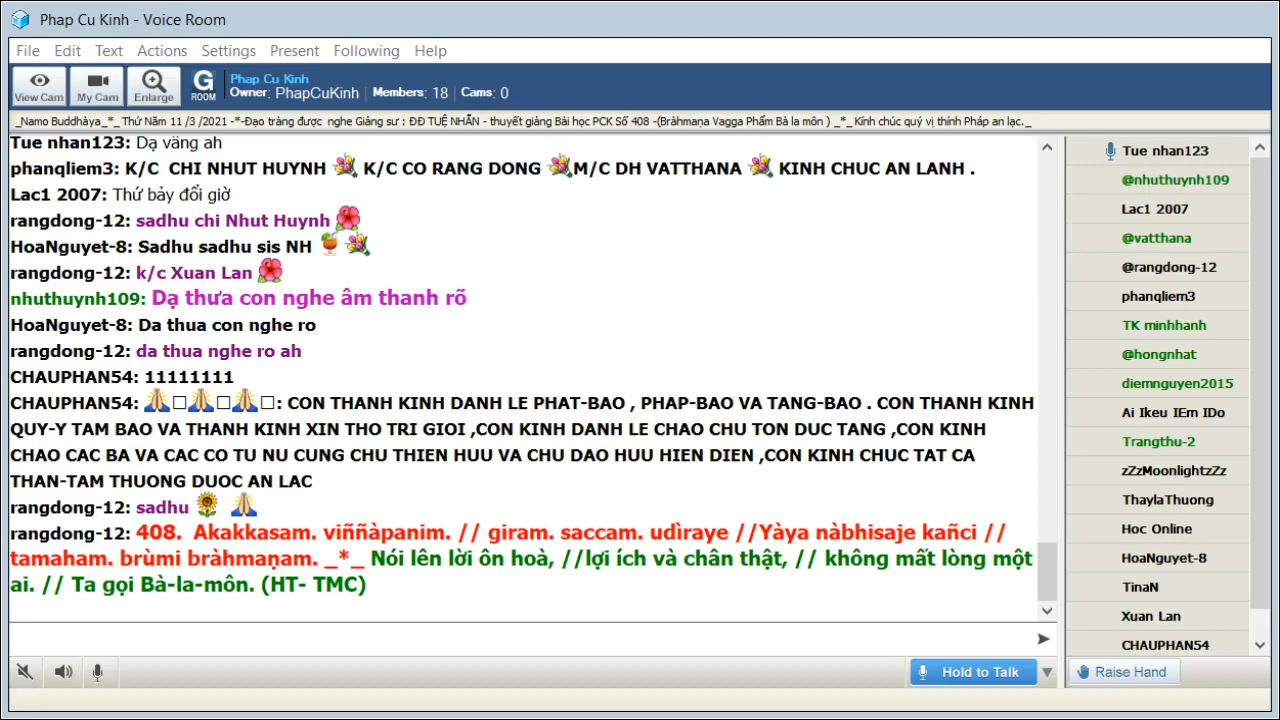 Phap Cu Kinh - Voice Room
File Edit Text Actions Settings Present Following Help
View Cam My Cam Enlarge G ROOM
Phap Cu Kinh
Owner: PhapCuKinh Members: 18 Cams: 0
_Namo Buddhàya_*_ Thứ Năm 11 /3 /2021 -*-Đạo tràng được nghe Giảng sư : ĐĐ TUỆ NHẪN - thuyết giảng Bài học PCK Số 408 -(Bràhmaṇa Vagga Phẩm Bà la môn ) _*_ Kính chúc quý vị thính Pháp an lạc._
Tue nhan123: Dạ vâng ah
phanqliem3: K/C CHI NHUT HUYNH 💐 K/C CO RANG DONG 💐M/C DH VATTHANA 💐 KINH CHUC AN LANH .
Lac1 2007: Thứ bảy đổi giờ
rangdong-12: sadhu chi Nhut Huynh 🌺
HoaNguyet-8: Sadhu sadhu sis NH 🍹 💐
rangdong-12: k/c Xuan Lan 🌺
nhuthuynh109: Dạ thưa con nghe âm thanh rõ
HoaNguyet-8: Da thua con nghe ro
rangdong-12: da thua nghe ro ah
CHAUPHAN54: 11111111
CHAUPHAN54: 🙏□🙏□🙏□: CON THANH KINH DANH LE PHAT-BAO , PHAP-BAO VA TANG-BAO . CON THANH KINH
QUY-Y TAM BAO VA THANH KINH XIN THO TRI GIOI ,CON KINH DANH LE CHAO CHU TON DUC TANG ,CON KINH
CHAO CAC BA VA CAC CO TU NU CUNG CHU THIEN HUU VA CHU DAO HUU HIEN DIEN ,CON KINH CHUC TAT CA
THAN-TAM THUONG DUOC AN LAC
rangdong-12: sadhu 🌻 🙏
rangdong-12: 408. Akakkasam. viññàpanim. // giram. saccam. udìraye //Yàya nàbhisaje kañci //
tamaham. brùmi bràhmaṇam. _*_ Nói lên lời ôn hoà, //lợi ích và chân thật, // không mất lòng một
ai. // Ta gọi Bà-la-môn. (HT- TMC)
Hold to Talk
Tue nhan123
@nhuthuynh109
Lac1 2007
@vatthana
@rangdong-12
phanqliem3
TK minhhanh
@hongnhat
diemnguyen2015
Ai Ikeu IEm IDo
Trangthu-2
zZzMoonlightzZz
ThaylaThuong
Hoc Online
HoaNguyet-8
TinaN
Xuan Lan
CHAUPHAN54
Raise Hand